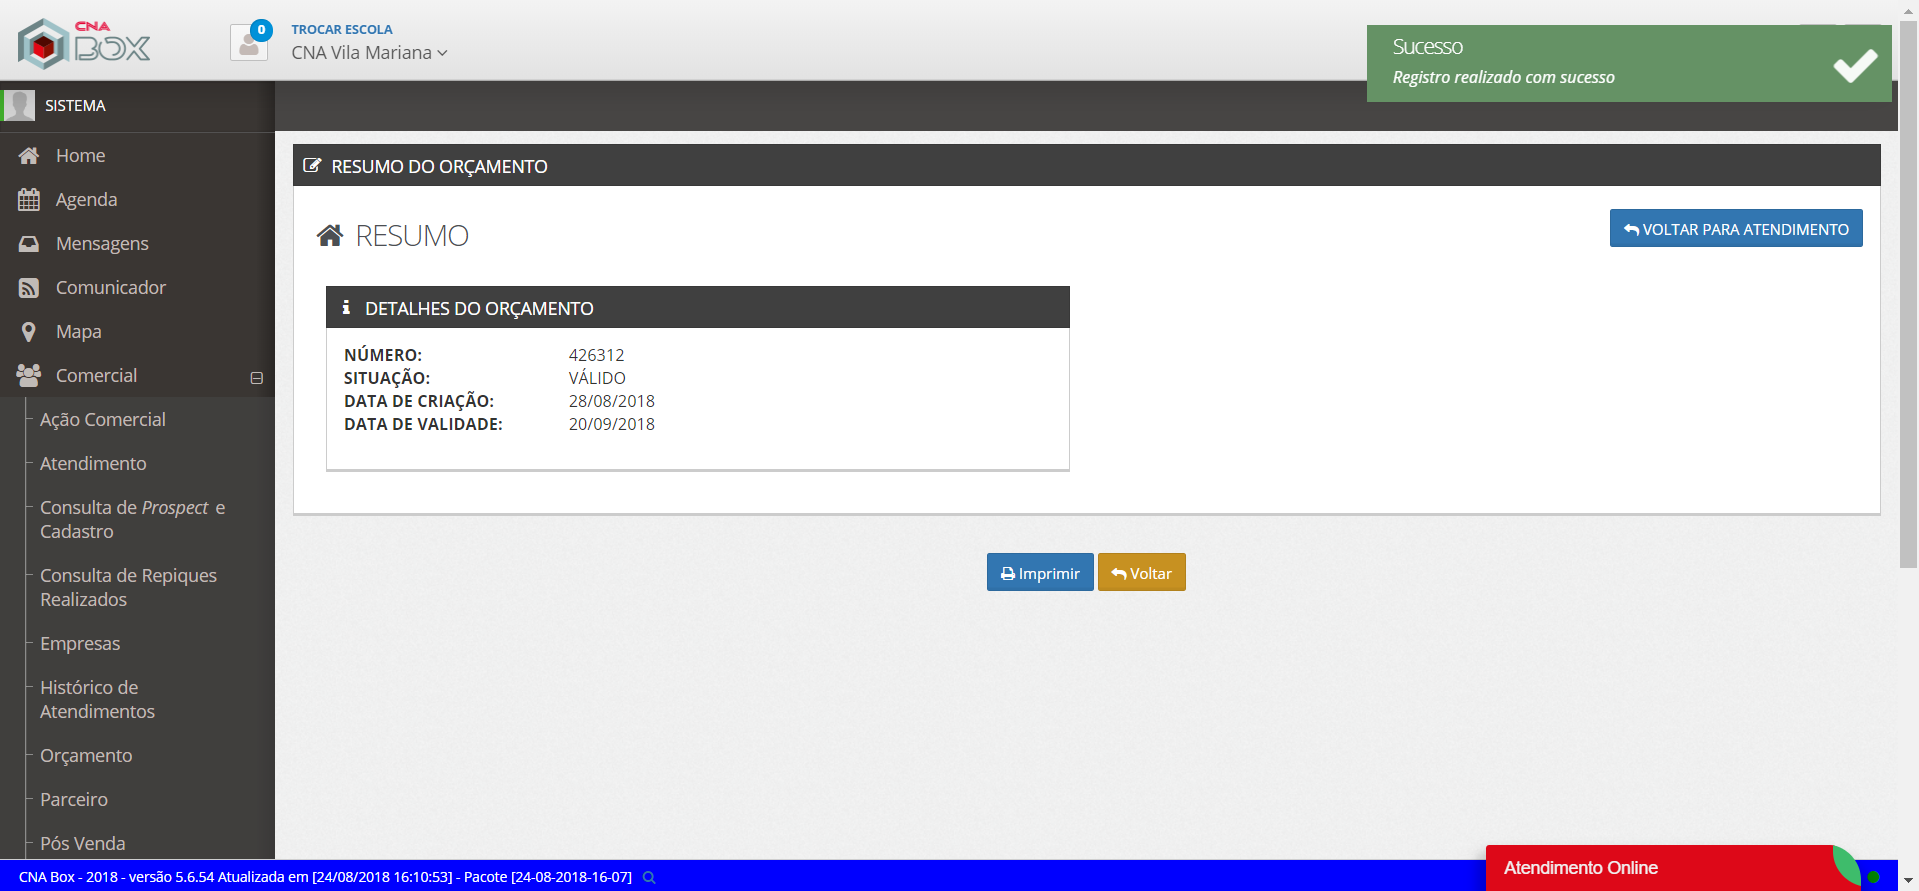 CNA
BOX
0
TROCAR ESCOLA
CNA Vila Mariana
Sucesso
Registro realizado com sucesso
SISTEMA
Home
Agenda
Mensagens
Comunicador
Mapa
Comercial
Ação Comercial
Atendimento
Consulta de Prospect e
Cadastro
Consulta de Repiques
Realizados
Empresas
Histórico de
Atendimentos
Orçamento
Parceiro
Pós Venda
RESUMO DO ORÇAMENTO
RESUMO
VOLTAR PARA ATENDIMENTO
DETALHES DO ORÇAMENTO
NÚMERO: 426312
SITUAÇÃO: VÁLIDO
DATA DE CRIAÇÃO: 28/08/2018
DATA DE VALIDADE: 20/09/2018
Imprimir
Voltar
CNA Box - 2018 - versão 5.6.54 Atualizada em [24/08/2018 16:10:53] - Pacote [24-08-2018-16-07]
Atendimento Online